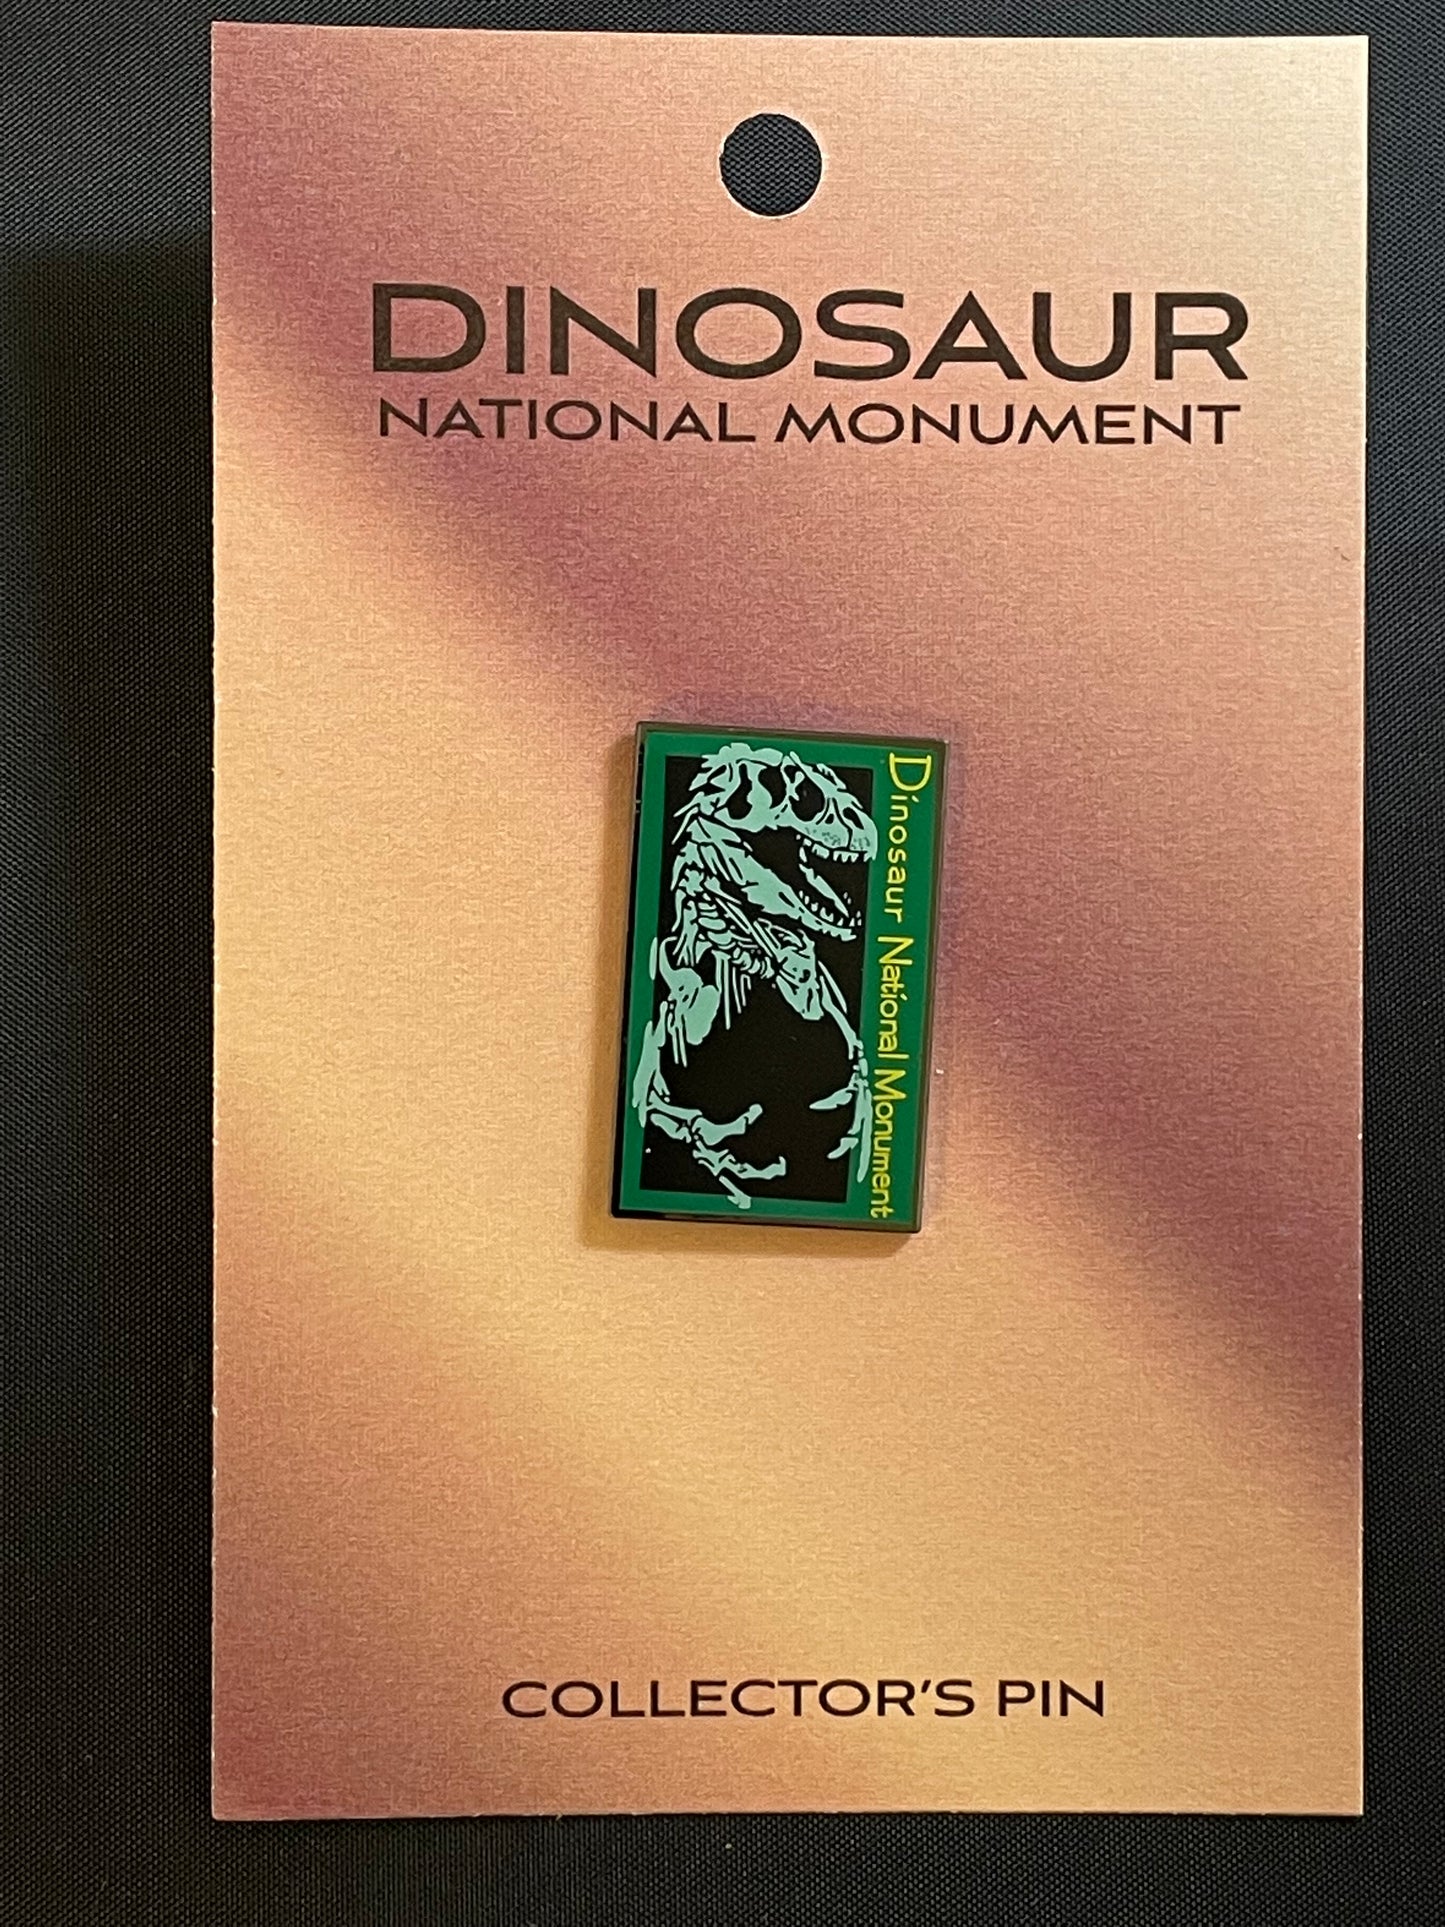 DINOSAUR
NATIONAL MONUMENT
Dinosaur National Monument
COLLECTOR'S PIN